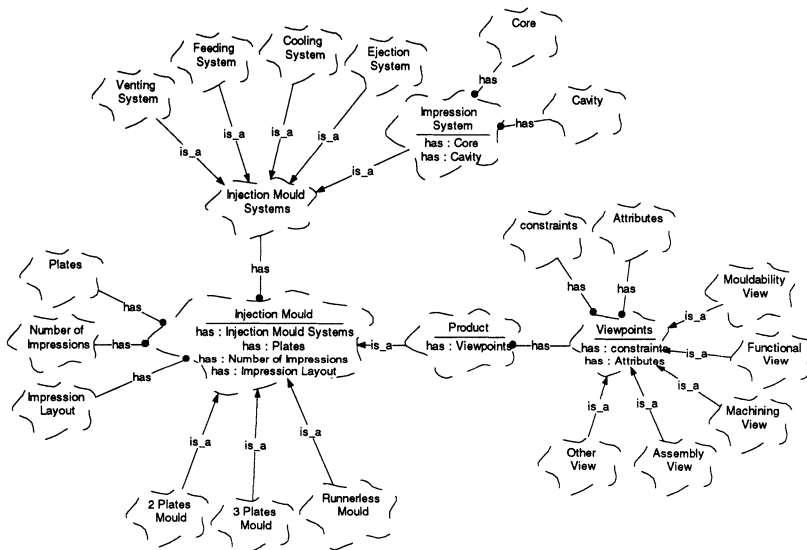 Core
Cooling
System
Feeding
System
Ejection
System
Venting
System
has
Impression
System
has : Core
has : Cavity
has
Cavity
is_a
is_a
is_a
is_a
is_a
Injection Mould
Systems
constraints
Attributes
Plates
has
has
has
Mouldability
View
has
Injection Mould
has : Injection Mould Systems
has : Plates
has : Number of Impressions
has : Impression Layout
Product
has : Viewpoints
Viewpoints
has : constraints
has : Attributes
is_a
Number of
Impressions
has
is_a
has
is_a
Functional
View
has
Impression
Layout
is_a
Machining
View
is_a
is_a
is_a
is_a
is_a
Other
View
Assembly
View
2 Plates
Mould
3 Plates
Mould
Runnerless
Mould